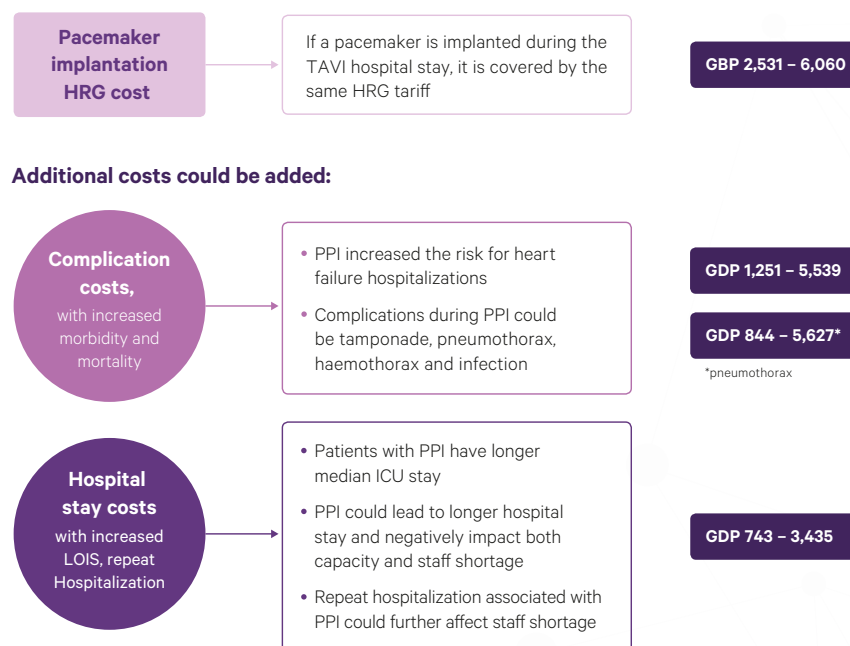 Pacemaker
implantation
HRG cost
If a pacemaker is implanted during the
TAVI hospital stay, it is covered by the
same HRG tariff
GBP 2,531 – 6,060
Additional costs could be added:
Complication
costs,
with increased
morbidity and
mortality
• PPI increased the risk for heart
failure hospitalizations
• Complications during PPI could
be tamponade, pneumothorax,
haemothorax and infection
GDP 1,251 – 5,539
GDP 844 – 5,627*
*pneumothorax
Hospital
stay costs
with increased
LOIS, repeat
Hospitalization
• Patients with PPI have longer
median ICU stay
• PPI could lead to longer hospital
stay and negatively impact both
capacity and staff shortage
• Repeat hospitalization associated with
PPI could further affect staff shortage
GDP 743 – 3,435